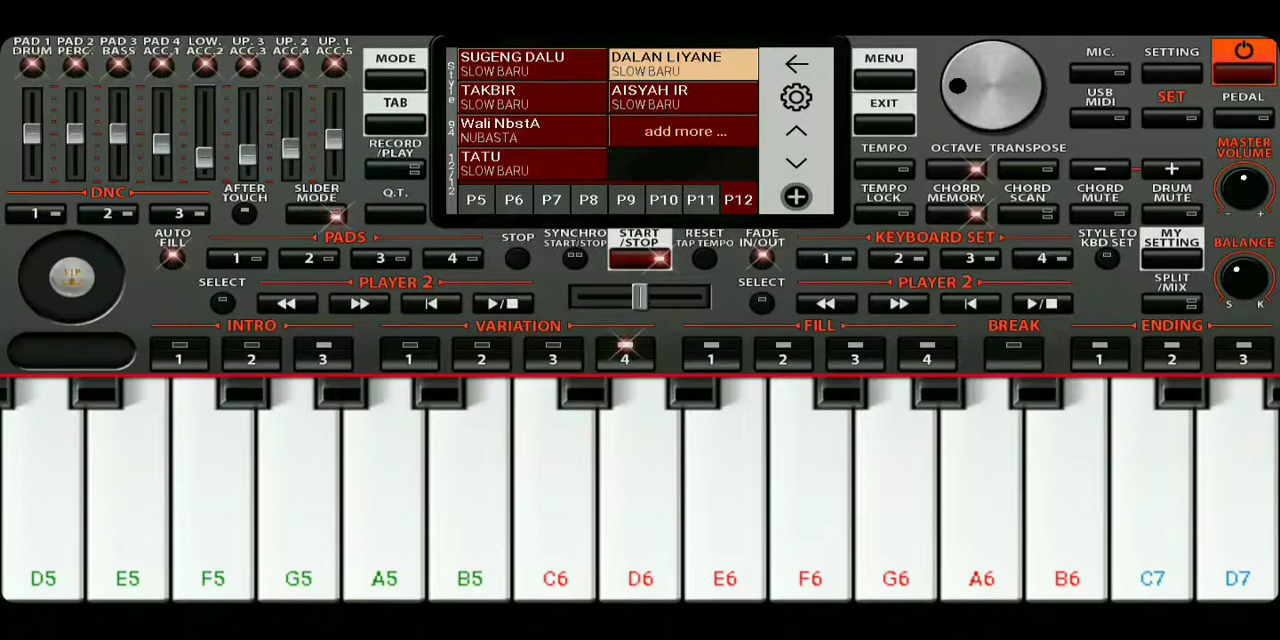 PAD 1 PAD 2 PAD 3 PAD 4 LOW. UP. 3 UP. 2 UP. 1
DRUM PERC. BASS ACC,1 ACC,2 ACC,3 ACC,4 ACC,5
MODE
TAB
RECORD
/PLAY
Q.T.
DNC
1 2 3
AFTER
TOUCH
SLIDER
MODE
Style
94
12/12
SUGENG DALU
SLOW BARU
DALAN LIYANE
SLOW BARU
TAKBIR
SLOW BARU
AISYAH IR
SLOW BARU
Wali NbstA
NUBASTA
add more ...
TATU
SLOW BARU
P5 P6 P7 P8 P9 P10 P11 P12
MENU
EXIT
MIC.
SETTING
USB
MIDI
SET
PEDAL
TEMPO
OCTAVE
TRANSPOSE
- +
MASTER
VOLUME
- +
TEMPO
LOCK
CHORD
MEMORY
CHORD
SCAN
CHORD
MUTE
DRUM
MUTE
VIP
AUTO
FILL
PADS
1 2 3 4
STOP
SYNCHRO
START/STOP
START
/STOP
RESET
TAP TEMPO
FADE
IN/OUT
KEYBOARD SET
1 2 3 4
STYLE TO
KBD SET
MY
SETTING
BALANCE
S K
SELECT
PLAYER 2
SELECT
PLAYER 2
SPLIT
/MIX
INTRO
1 2 3
VARIATION
1 2 3 4
FILL
1 2 3 4
BREAK
ENDING
1 2 3
D5 E5 F5 G5 A5 B5 C6 D6 E6 F6 G6 A6 B6 C7 D7